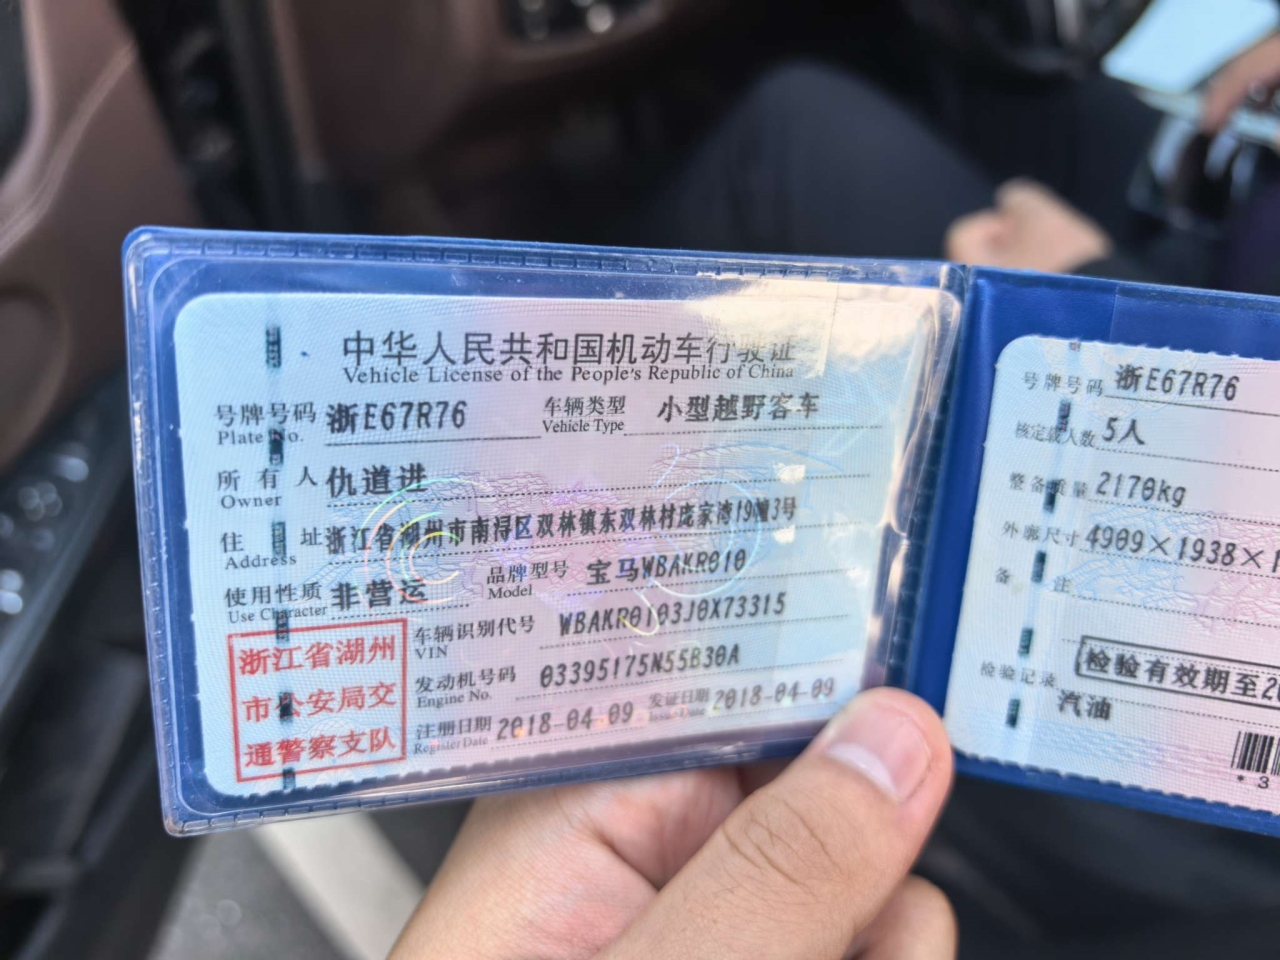 中华人民共和国机动车行驶证
Vehicle License of the People's Republic of China
号牌号码 浙E67R76 车辆类型 小型越野客车
Plate No. Vehicle Type
所有人 仇道进
Owner
住址 浙江省湖州市南浔区双林镇东双林村庞家湾19幢3号
Address
使用性质 非营运 品牌型号 宝马WBAKR010
Use Character Model
浙江省湖州
市公安局交
通警察支队
车辆识别代号 WBAKR0103J0X73315
VIN
发动机号码 03395175N55B30A
Engine No.
注册日期 2018-04-09 发证日期 2018-04-09
Register Date Issue Date
号牌号码 浙E67R76
核定载人数 5人
整备质量 2170kg
外廓尺寸 4909×1938×1
备注
检验有效期至2
检验记录
汽油
*3